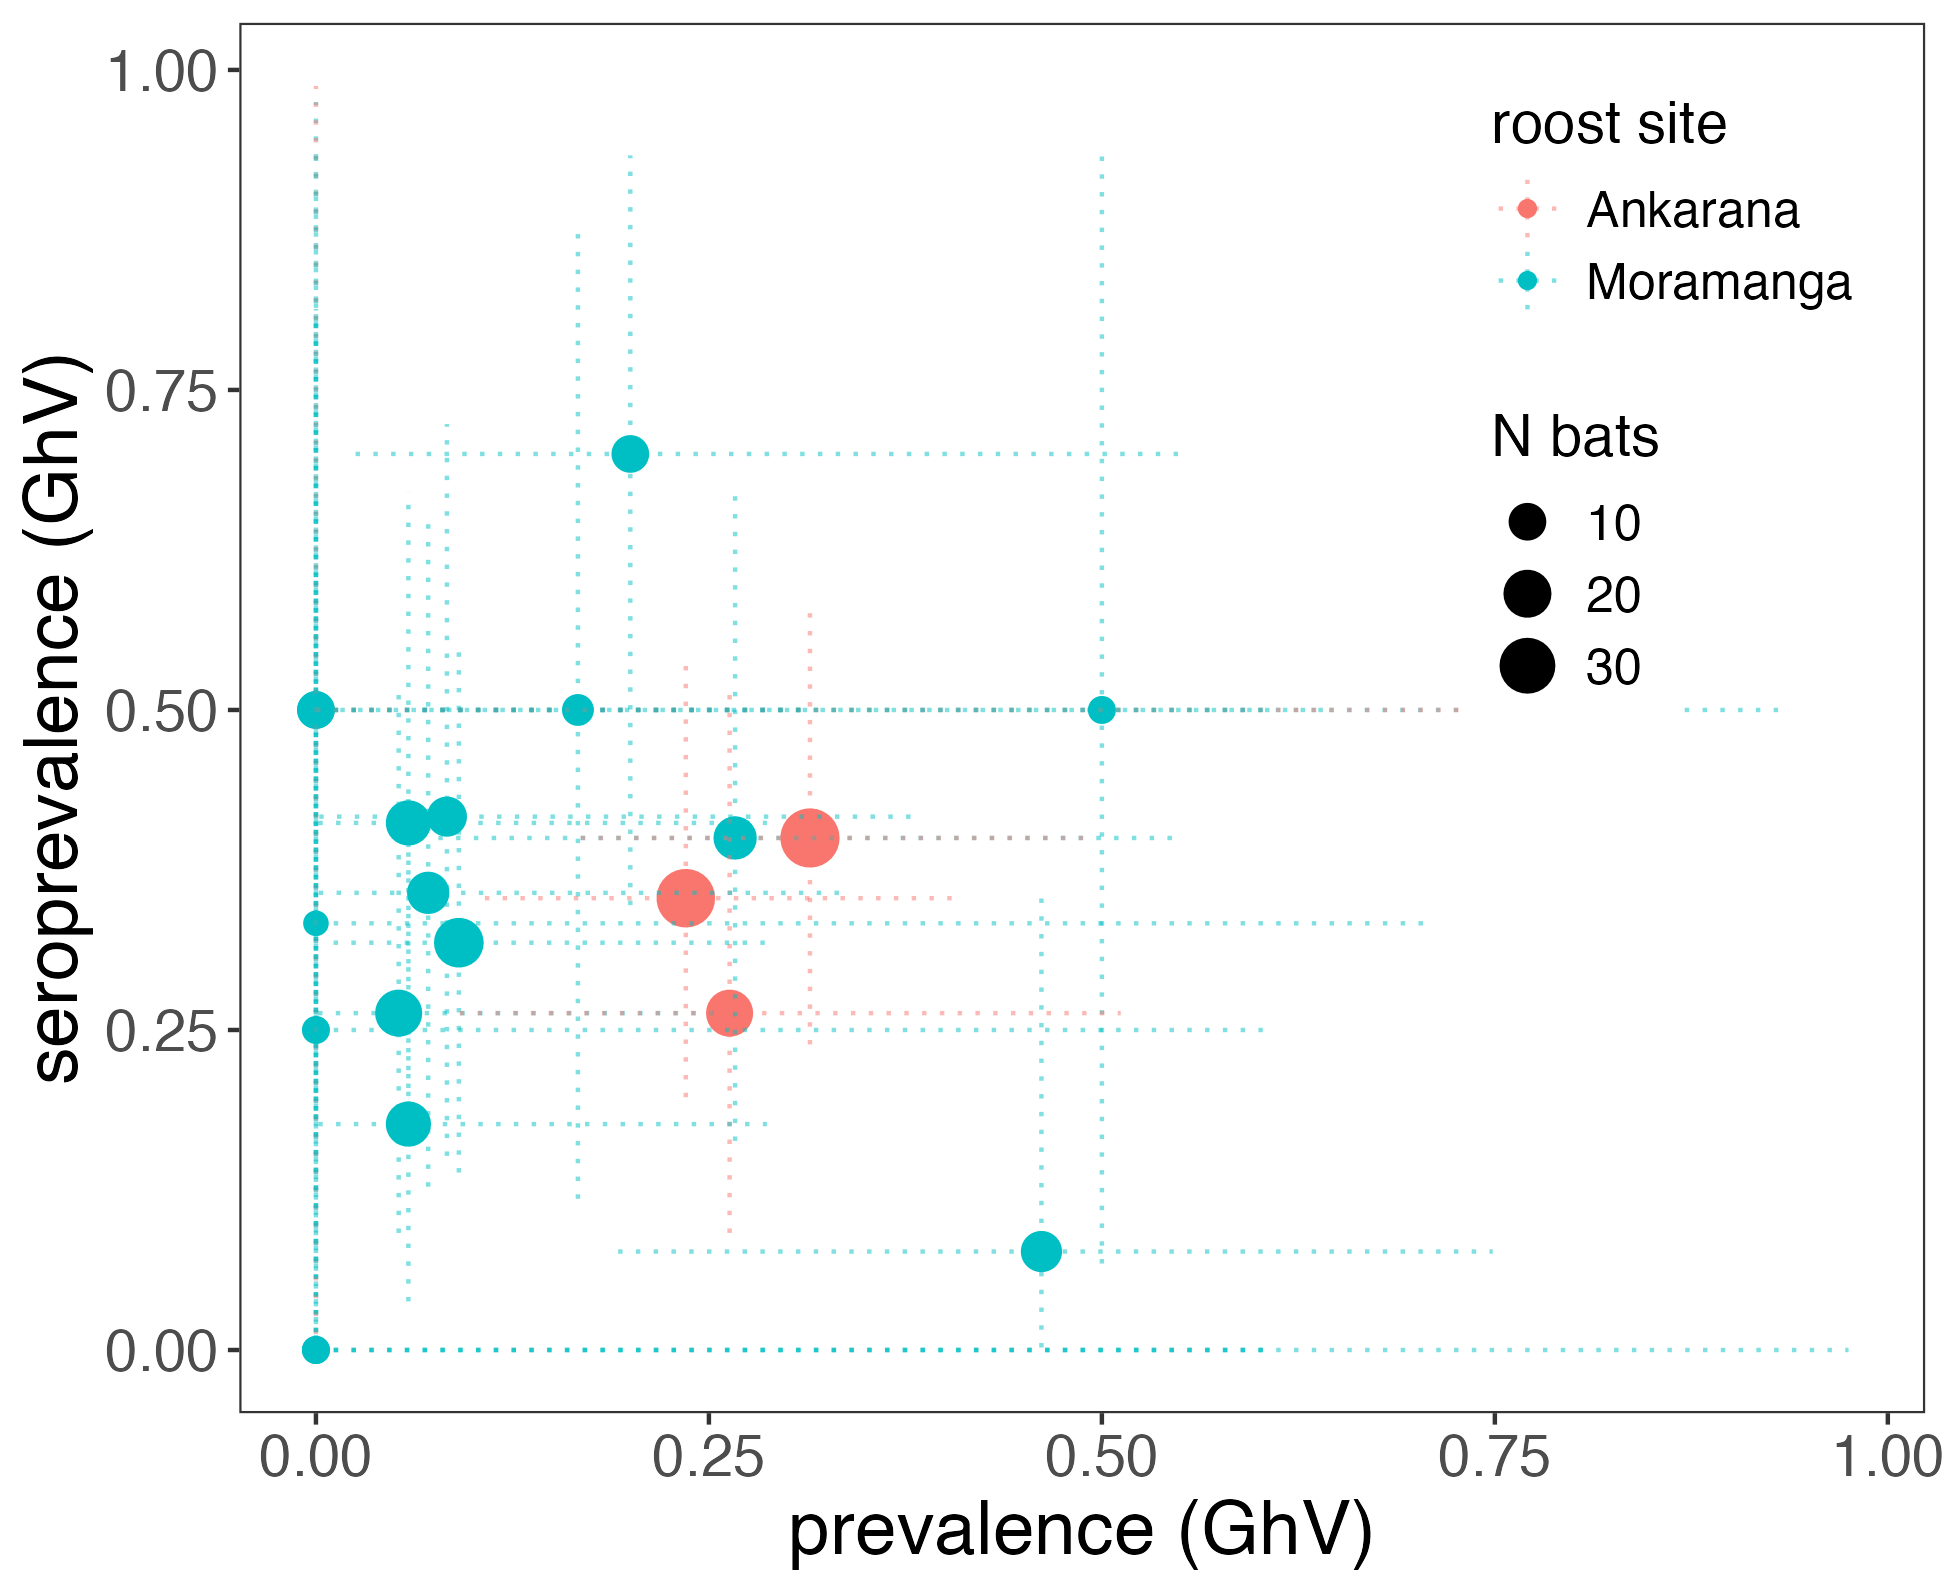 1.00
0.75
0.50
0.25
0.00
seroprevalence (GhV)
roost site
Ankarana
Moramanga
N bats
10
20
30
0.00 0.25 0.50 0.75 1.00
prevalence (GhV)